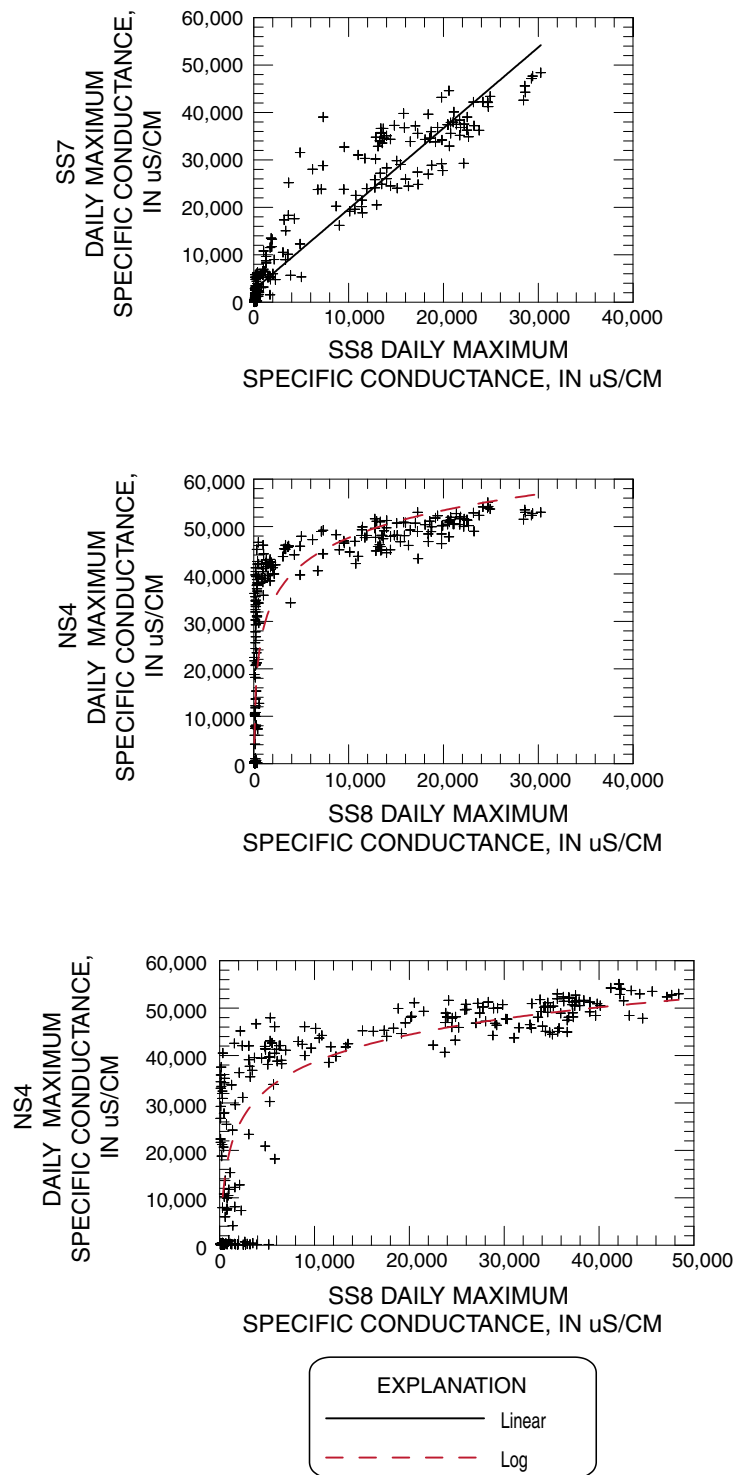 SS7
DAILY MAXIMUM
SPECIFIC CONDUCTANCE,
IN uS/CM
60,000
50,000
40,000
30,000
20,000
10,000
0
0
10,000
20,000
30,000
40,000
SS8 DAILY MAXIMUM
SPECIFIC CONDUCTANCE, IN uS/CM
NS4
DAILY MAXIMUM
SPECIFIC CONDUCTANCE,
IN uS/CM
60,000
50,000
40,000
30,000
20,000
10,000
0
0
10,000
20,000
30,000
40,000
SS8 DAILY MAXIMUM
SPECIFIC CONDUCTANCE, IN uS/CM
NS4
DAILY MAXIMUM
SPECIFIC CONDUCTANCE,
IN uS/CM
60,000
50,000
40,000
30,000
20,000
10,000
0
0
10,000
20,000
30,000
40,000
50,000
SS8 DAILY MAXIMUM
SPECIFIC CONDUCTANCE, IN uS/CM
EXPLANATION
Linear
Log